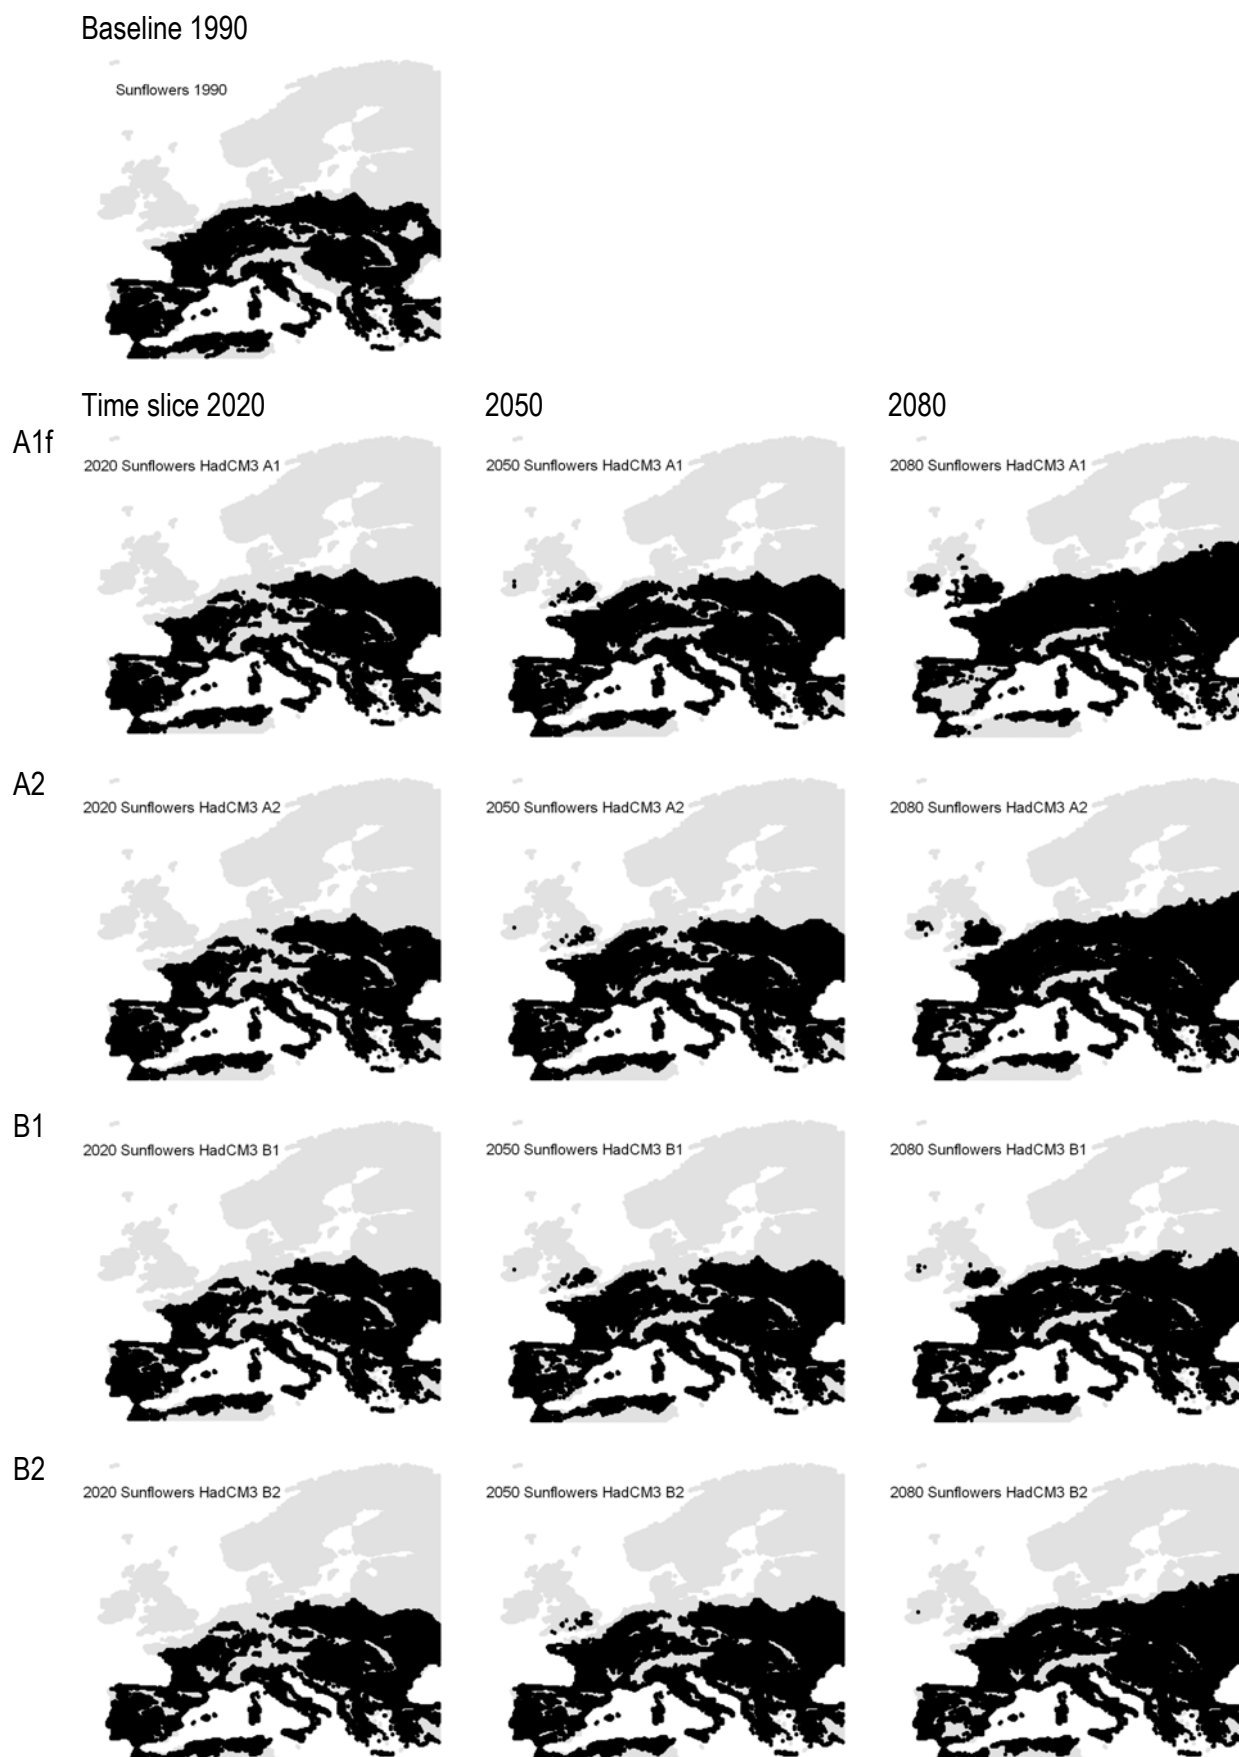 Baseline 1990
Sunflowers 1990
Time slice 2020
2050
2080
A1f
2020 Sunflowers HadCM3 A1
2050 Sunflowers HadCM3 A1
2080 Sunflowers HadCM3 A1
A2
2020 Sunflowers HadCM3 A2
2050 Sunflowers HadCM3 A2
2080 Sunflowers HadCM3 A2
B1
2020 Sunflowers HadCM3 B1
2050 Sunflowers HadCM3 B1
2080 Sunflowers HadCM3 B1
B2
2020 Sunflowers HadCM3 B2
2050 Sunflowers HadCM3 B2
2080 Sunflowers HadCM3 B2